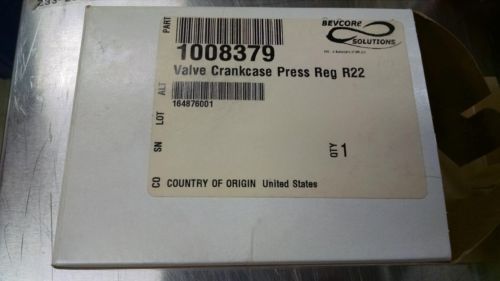 PART
BEVCORE
SOLUTIONS
1008379
Valve Crankcase Press Reg R22
ALT
164876001
LOT
SN
QTY 1
CO COUNTRY OF ORIGIN United States